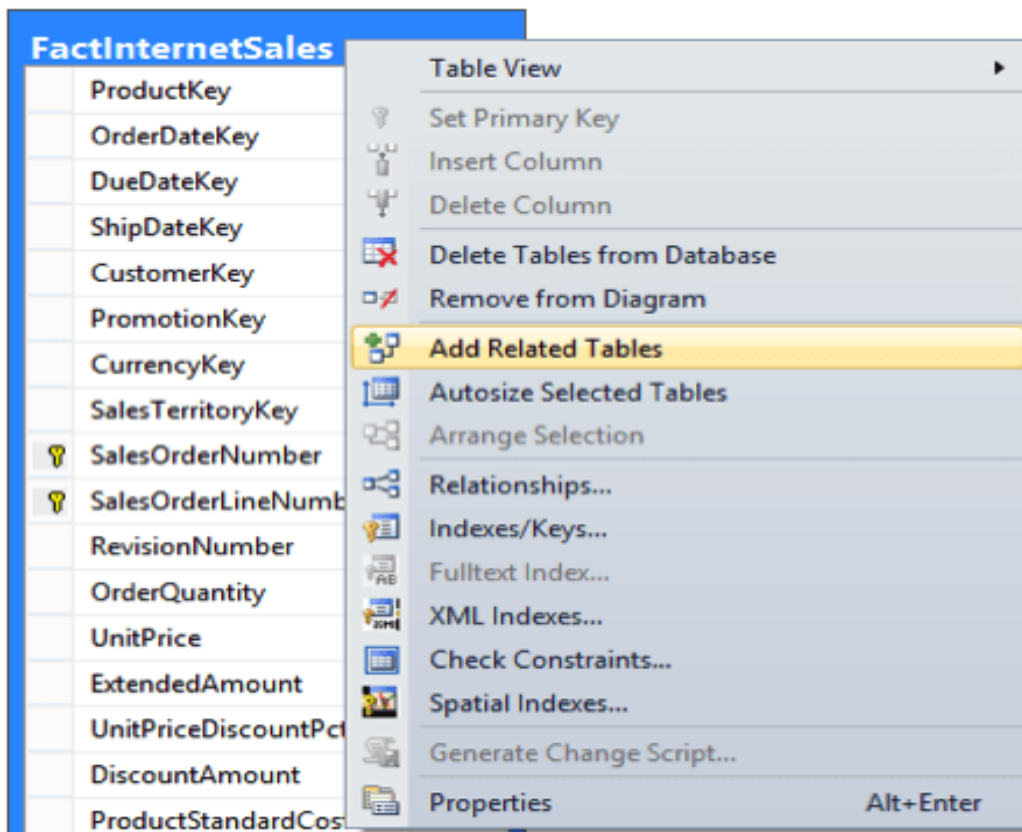 FactInternetSales
ProductKey
OrderDateKey
DueDateKey
ShipDateKey
CustomerKey
PromotionKey
CurrencyKey
SalesTerritoryKey
SalesOrderNumber
SalesOrderLineNumb
RevisionNumber
OrderQuantity
UnitPrice
ExtendedAmount
UnitPriceDiscountPct
DiscountAmount
ProductStandardCost
Table View
Set Primary Key
Insert Column
Delete Column
Delete Tables from Database
Remove from Diagram
Add Related Tables
Autosize Selected Tables
Arrange Selection
Relationships...
Indexes/Keys...
Fulltext Index...
XML Indexes...
Check Constraints...
Spatial Indexes...
Generate Change Script...
Properties Alt+Enter